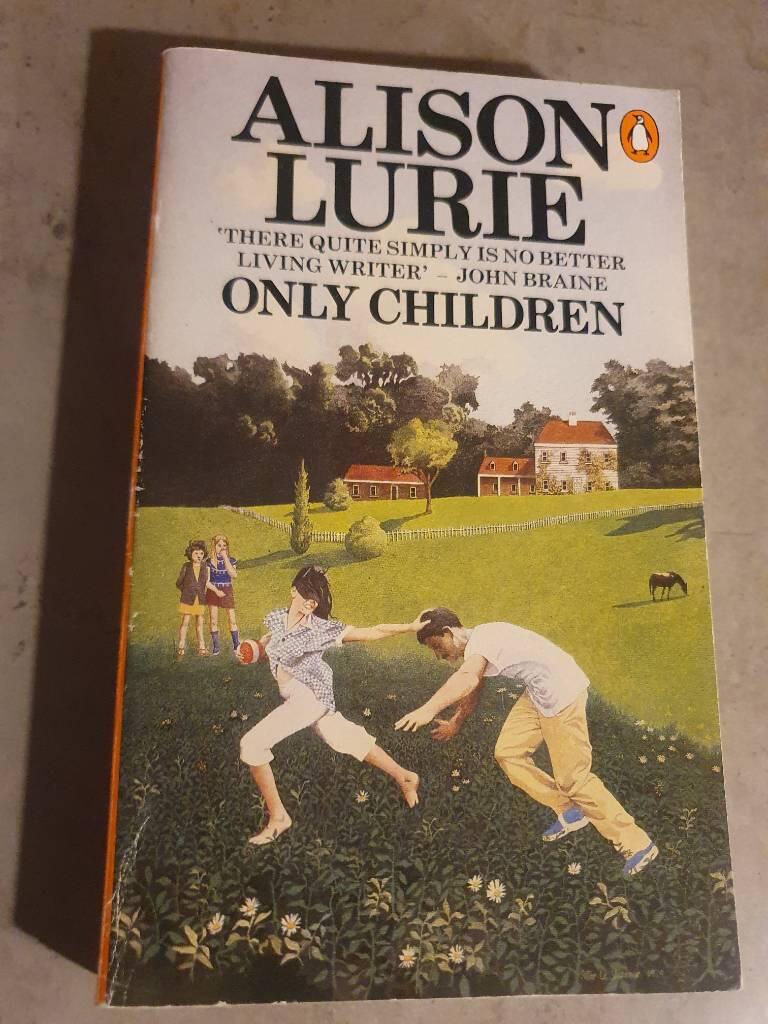 ALISON
LURIE
'THERE QUITE SIMPLY IS NO BETTER
LIVING WRITER' – JOHN BRAINE
ONLY CHILDREN